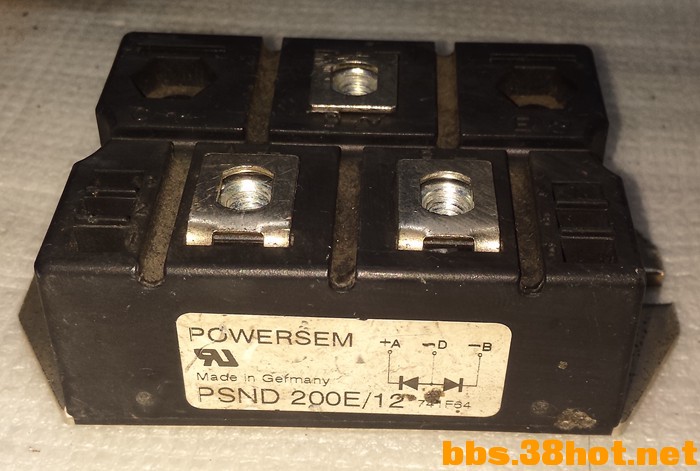 POWERSEM
+A ~D -B
Made in Germany
PSND 200E/12
bbs.38hot.net